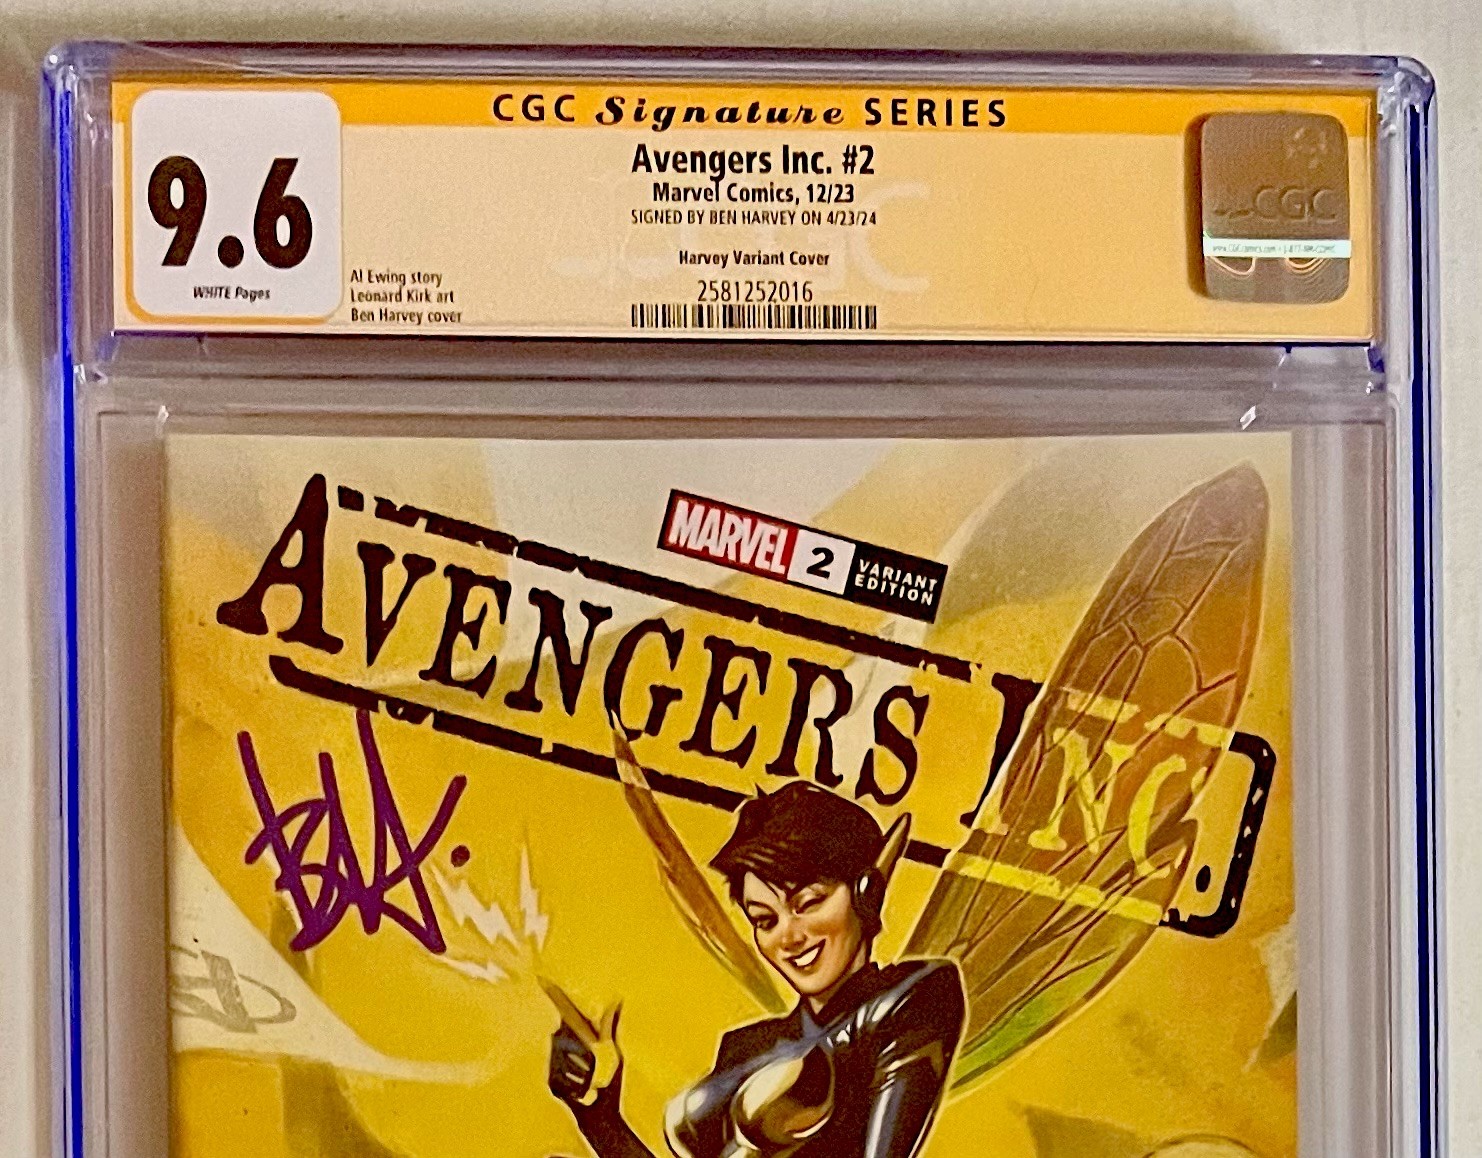 CGC Signature SERIES
9.6
WHITE Pages
Avengers Inc. #2
Marvel Comics, 12/23
SIGNED BY BEN HARVEY ON 4/23/24
Harvey Variant Cover
2581252016
Al Ewing story
Leonard Kirk art
Ben Harvey cover
CGC
MARVEL 2 VARIANT
EDITION
AVENGERS INC.